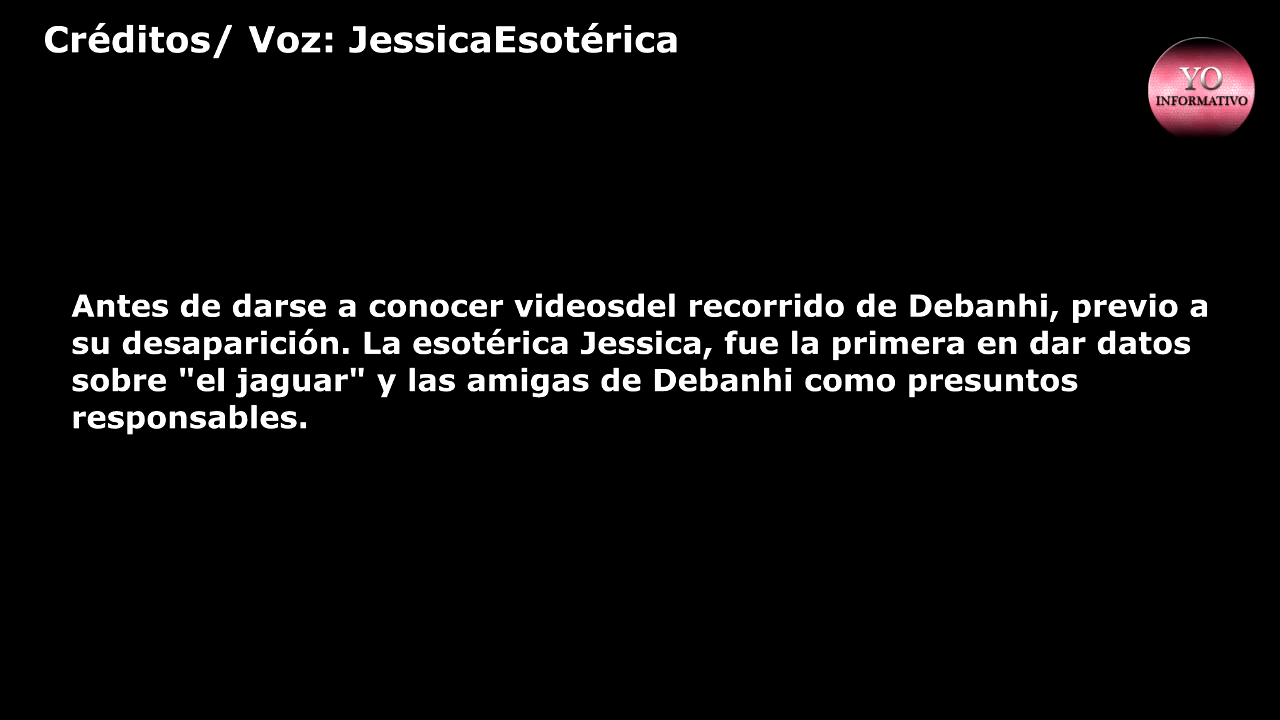 Créditos/ Voz: JessicaEsotérica
YO
INFORMATIVO
Antes de darse a conocer videosdel recorrido de Debanhi, previo a
su desaparición. La esotérica Jessica, fue la primera en dar datos
sobre "el jaguar" y las amigas de Debanhi como presuntos
responsables.